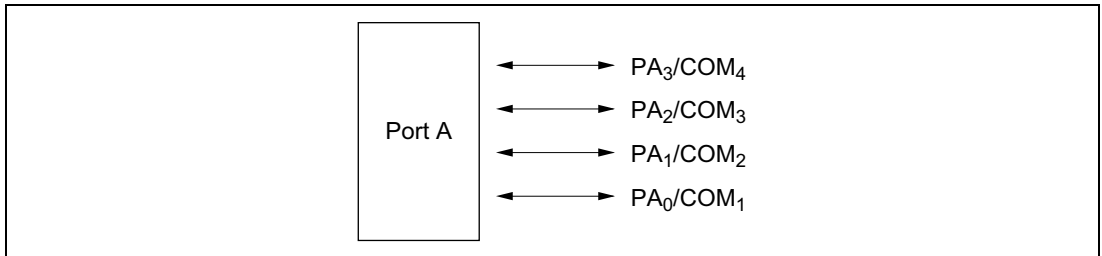 PA₃/COM₄
PA₂/COM₃
Port A
PA₁/COM₂
PA₀/COM₁